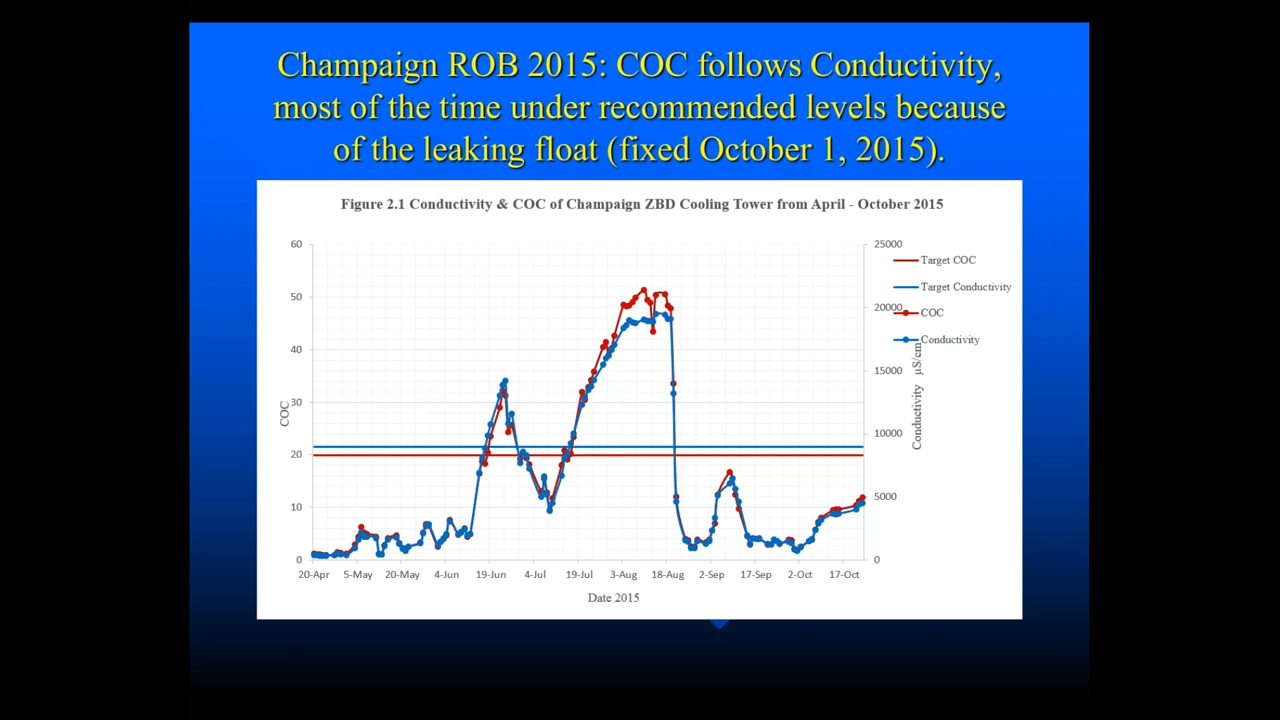 Champaign ROB 2015: COC follows Conductivity,
most of the time under recommended levels because
of the leaking float (fixed October 1, 2015).
Figure 2.1 Conductivity & COC of Champaign ZBD Cooling Tower from April - October 2015
60
50
40
30
20
10
0
COC
25000
20000
15000
10000
5000
0
Conductivity µS/cm
Target COC
Target Conductivity
COC
Conductivity
20-Apr 5-May 20-May 4-Jun 19-Jun 4-Jul 19-Jul 3-Aug 18-Aug 2-Sep 17-Sep 2-Oct 17-Oct
Date 2015